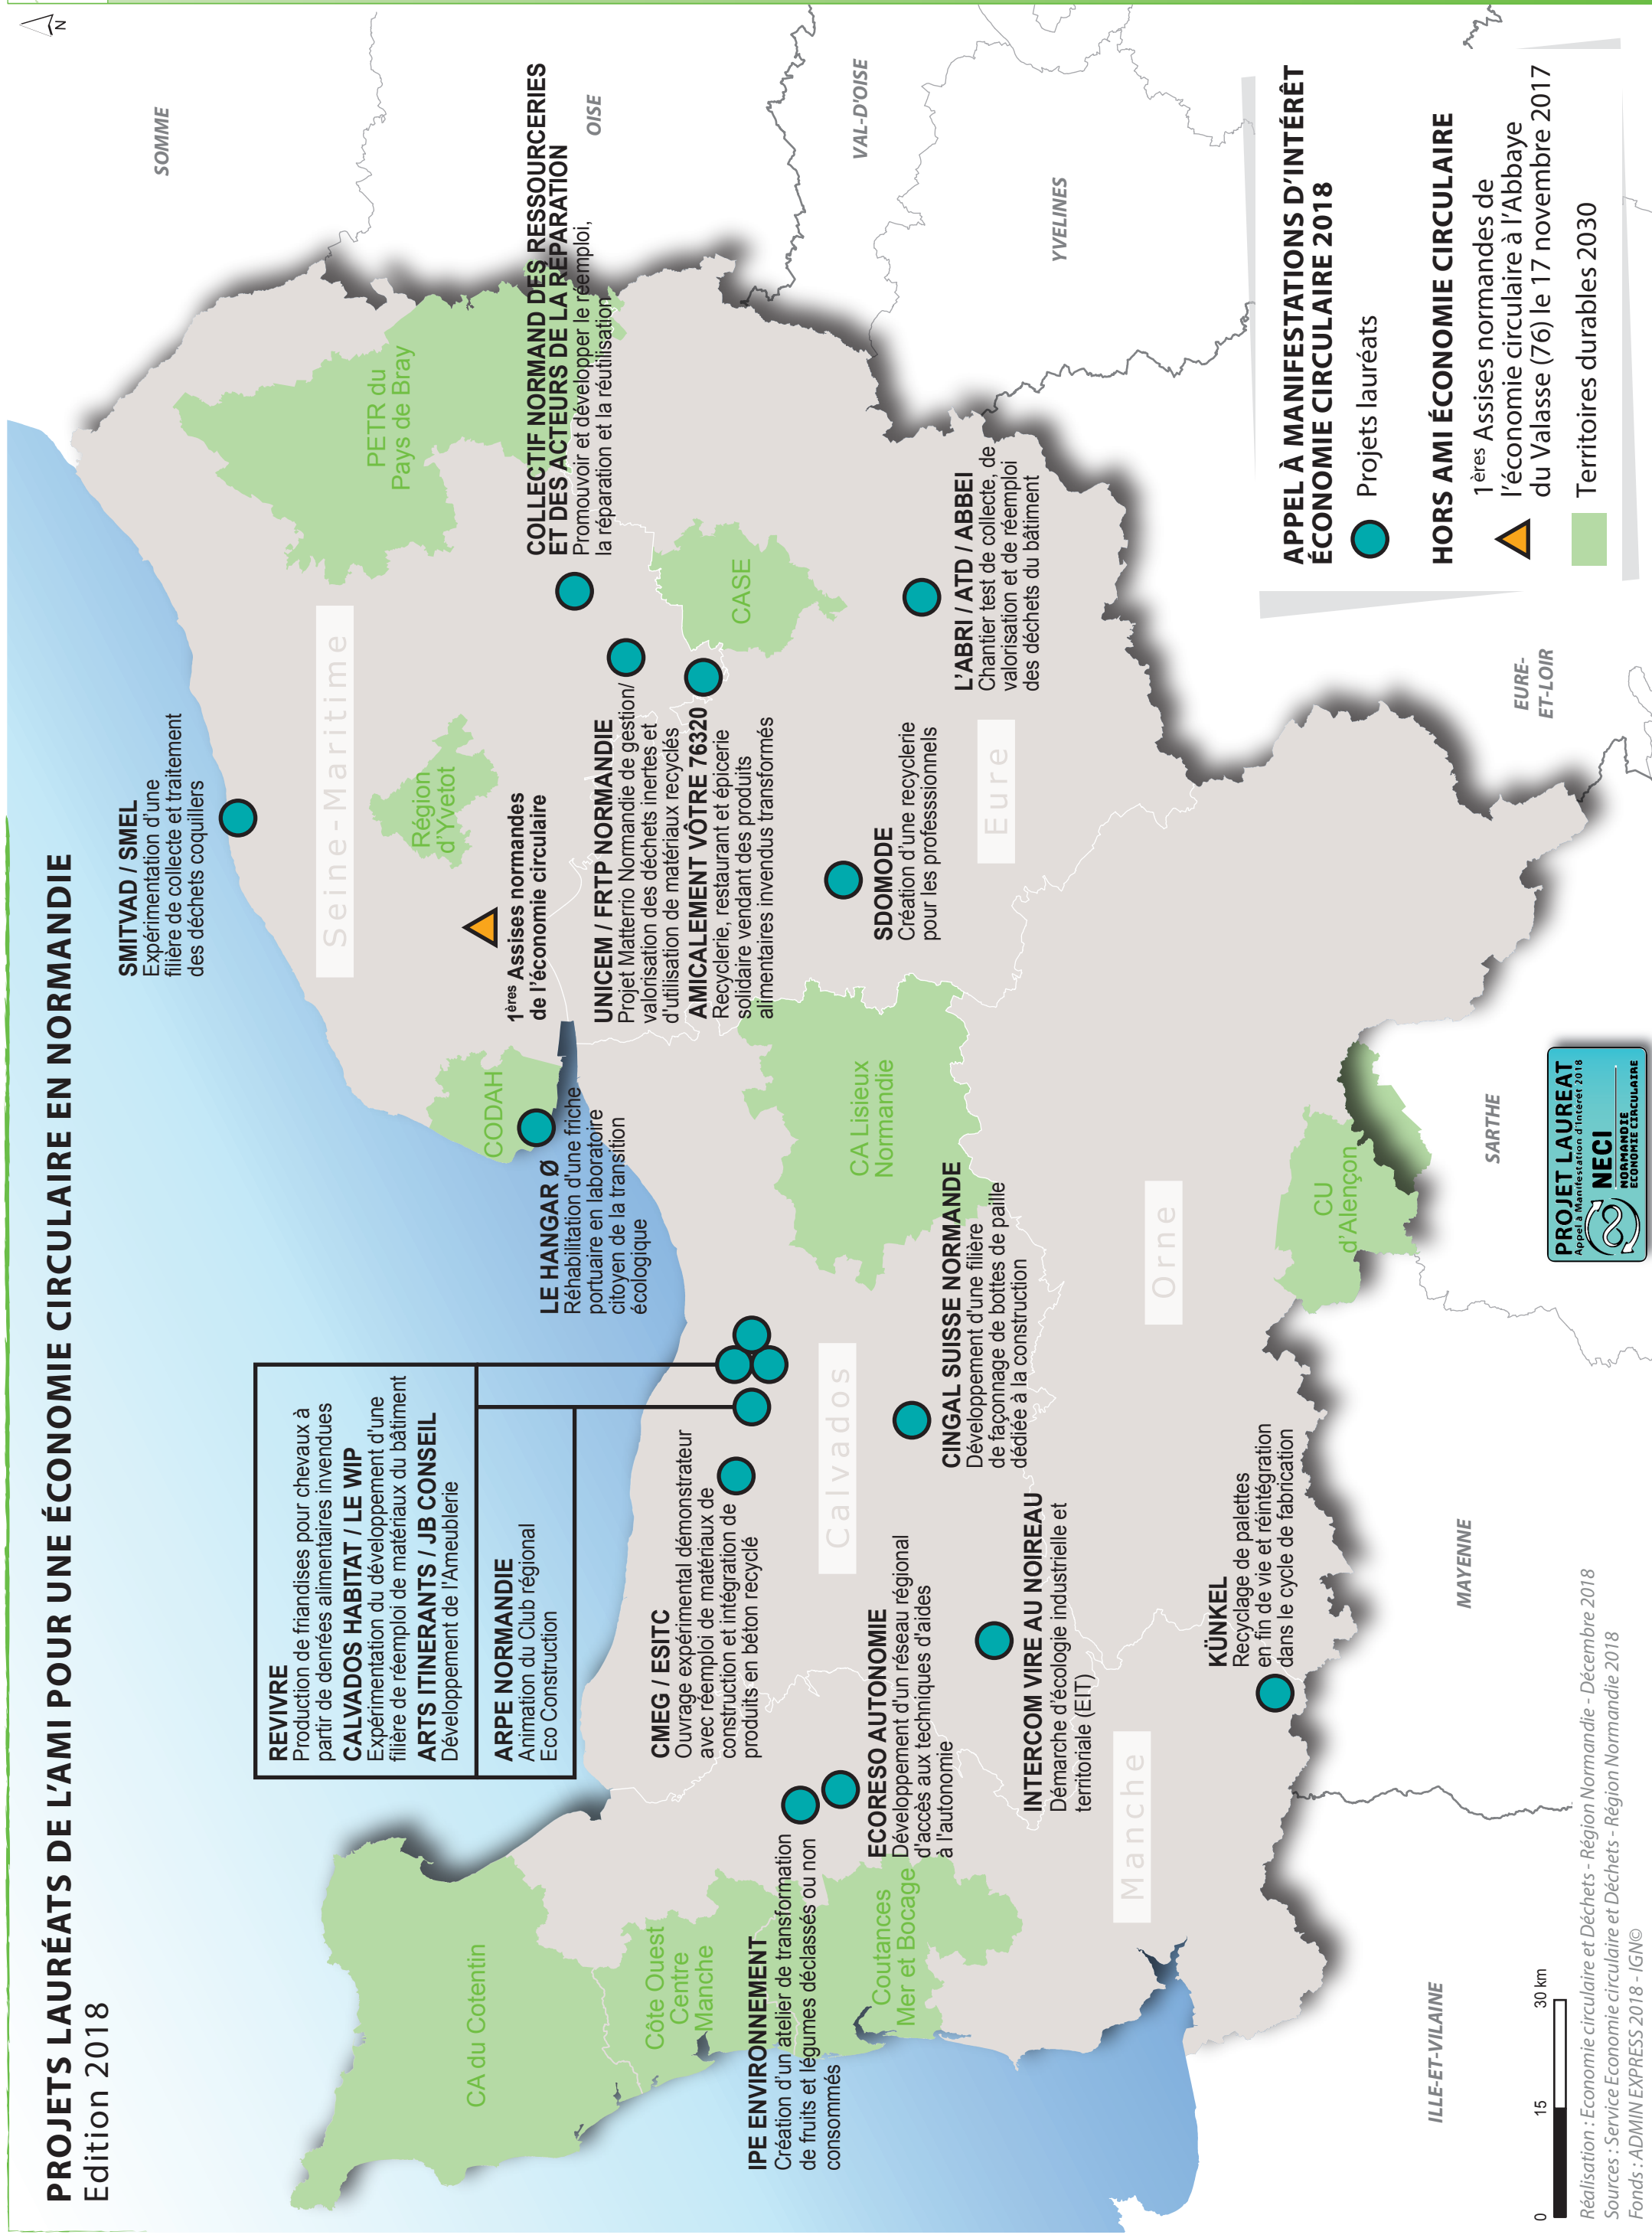 PROJETS LAURÉATS DE L'AMI POUR UNE ÉCONOMIE CIRCULAIRE EN NORMANDIE
Edition 2018
N
SOMME
OISE
VAL-D'OISE
YVELINES
EURE-
ET-LOIR
SARTHE
MAYENNE
ILLE-ET-VILAINE
SMITVAD / SMEL
Expérimentation d'une
filière de collecte et traitement
des déchets coquillers
REVIVRE
Production de friandises pour chevaux à
partir de denrées alimentaires invendues
CALVADOS HABITAT / LE WIP
Expérimentation du développement d'une
filière de réemploi de matériaux du bâtiment
ARTS ITINERANTS / JB CONSEIL
Développement de l'Ameublerie
ARPE NORMANDIE
Animation du Club régional
Eco Construction
Seine-Maritime
PETR du
Pays de Bray
Région
d'Yvetot
1ères Assises normandes
de l'économie circulaire
CODAH
LE HANGAR Ø
Réhabilitation d'une friche
portuaire en laboratoire
citoyen de la transition
écologique
COLLECTIF NORMAND DES RESSOURCERIES
ET DES ACTEURS DE LA RÉPARATION
Promouvoir et développer le réemploi,
la réparation et la réutilisation
UNICEM / FRTP NORMANDIE
Projet Matterrio Normandie de gestion/
valorisation des déchets inertes et
d'utilisation de matériaux recyclés
AMICALEMENT VÔTRE 76320
Recyclerie, restaurant et épicerie
solidaire vendant des produits
alimentaires invendus transformés
CASE
CA du Cotentin
Côte Ouest
Centre
Manche
CMEG / ESITC
Ouvrage expérimental démonstrateur
avec réemploi de matériaux de
construction et intégration de
produits en béton recyclé
IPE ENVIRONNEMENT
Création d'un atelier de transformation
de fruits et légumes déclassés ou non
consommés
ECORESO AUTONOMIE
Développement d'un réseau régional
d'accès aux techniques d'aides
à l'autonomie
Coutances
Mer et Bocage
Calvados
CA Lisieux
Normandie
SDOMODE
Création d'une recyclerie
pour les professsionnels
Eure
L'ABRI / ATD / ABBEI
Chantier test de collecte, de
valorisation et de réemploi
des déchets du bâtiment
CINGAL SUISSE NORMANDE
Développement d'une filière
de façonnage de bottes de paille
dédiée à la construction
INTERCOM VIRE AU NOIREAU
Démarche d'écologie industrielle et
territoriale (EIT)
Manche
Orne
KÜNKEL
Recyclage de palettes
en fin de vie et réintégration
dans le cycle de fabrication
CU
d'Alençon
APPEL À MANIFESTATIONS D'INTÉRÊT
ÉCONOMIE CIRCULAIRE 2018
Projets lauréats
HORS AMI ÉCONOMIE CIRCULAIRE
1ères Assises normandes de
l'économie circulaire à l'Abbaye
du Valasse (76) le 17 novembre 2017
Territoires durables 2030
PROJET LAUREAT
Appel à Manifestation d'Intérêt 2018
NECI
NORMANDIE
ECONOMIE CIRCULAIRE
0 15 30 km
Réalisation : Economie circulaire et Déchets - Région Normandie - Décembre 2018
Sources : Service Economie circulaire et Déchets - Région Normandie 2018
Fonds : ADMIN EXPRESS 2018 - IGN©